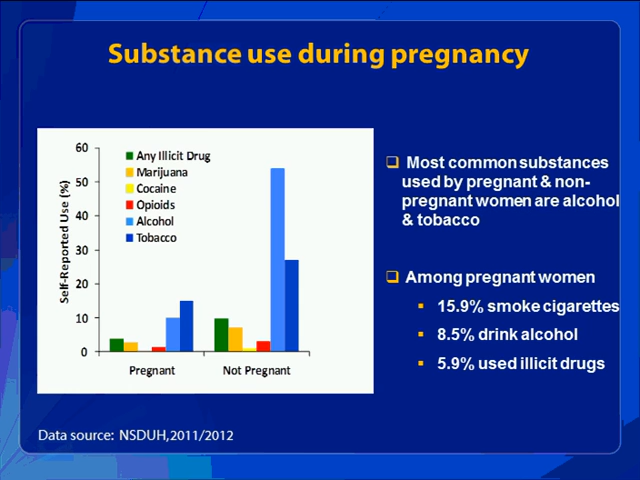 Substance use during pregnancy
60
50
40
30
20
10
0
Self-Reported Use (%)
Any Illicit Drug
Marijuana
Cocaine
Opioids
Alcohol
Tobacco
Pregnant
Not Pregnant
Most common substances
used by pregnant & non-
pregnant women are alcohol
& tobacco
Among pregnant women
15.9% smoke cigarettes
8.5% drink alcohol
5.9% used illicit drugs
Data source: NSDUH,2011/2012